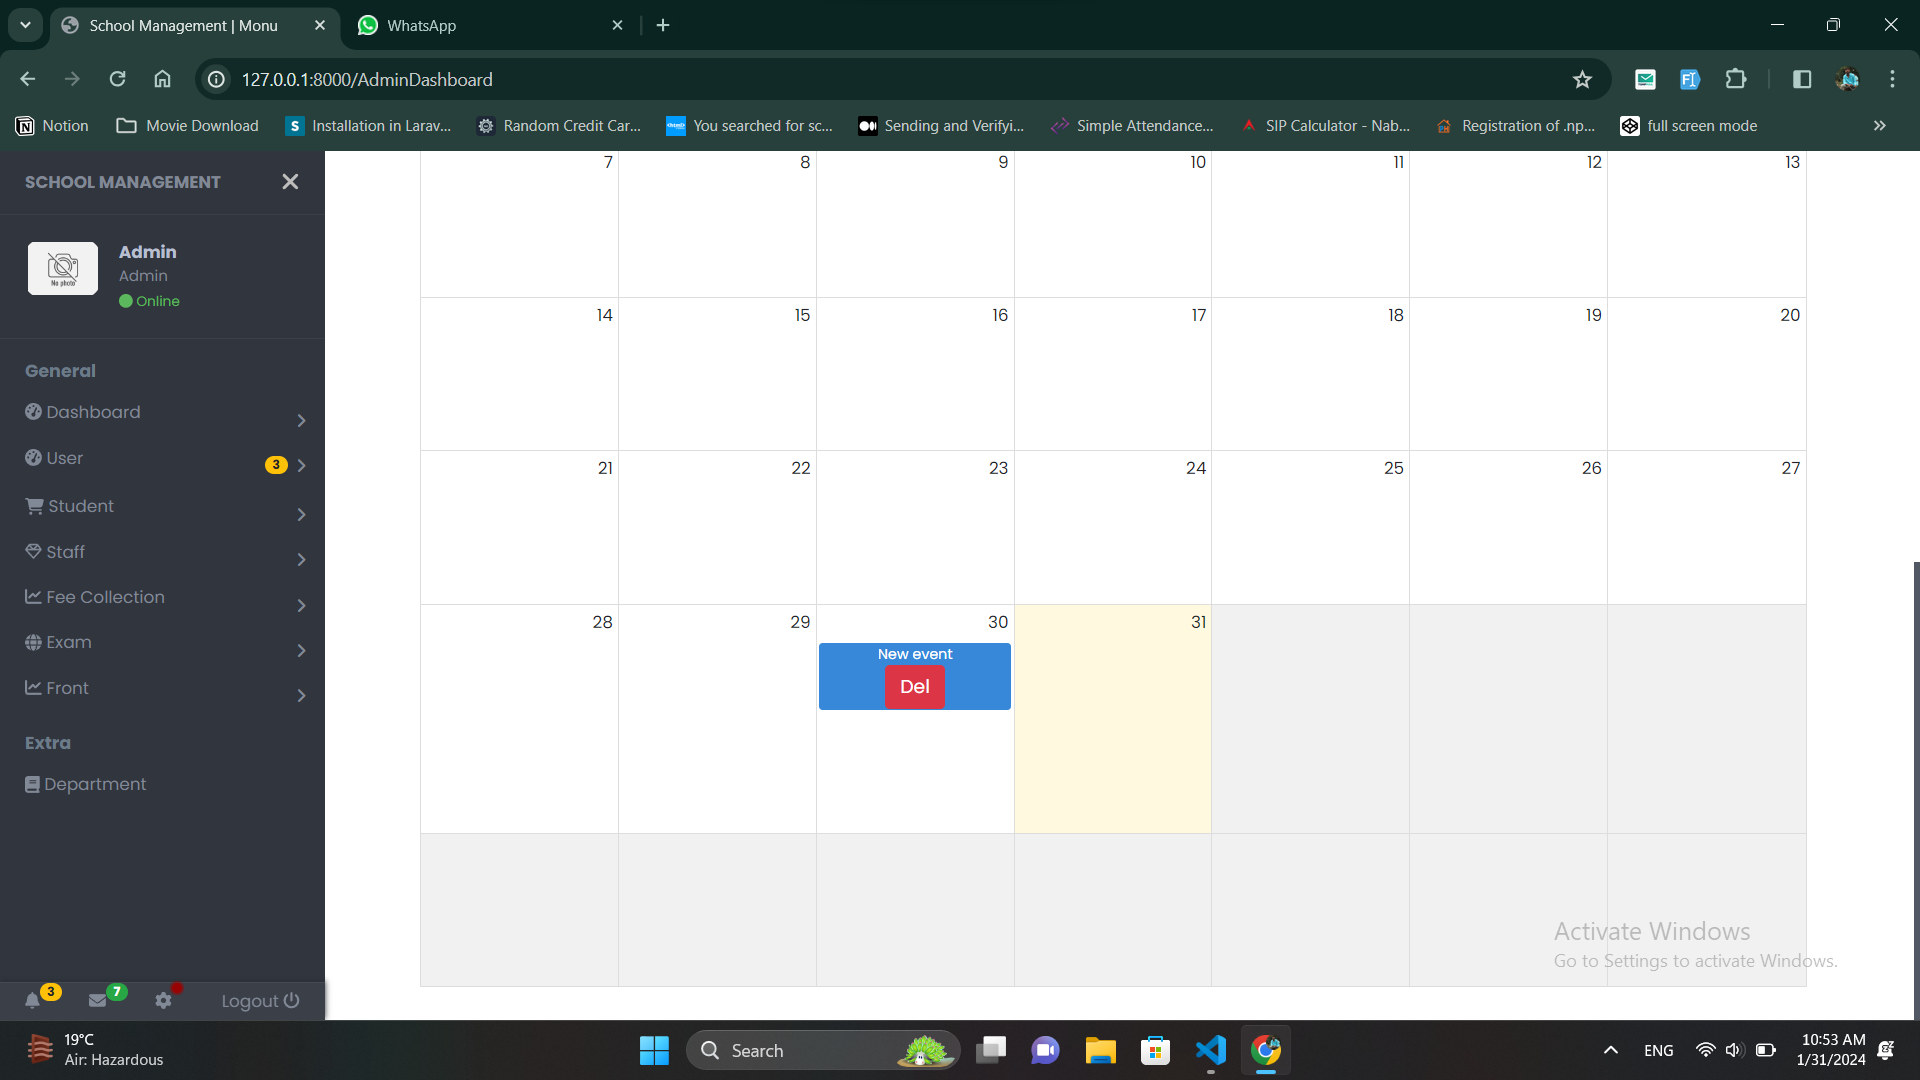 School Management | Monu
WhatsApp
127.0.0.1:8000/AdminDashboard
Notion
Movie Download
Installation in Larav...
Random Credit Car...
You searched for sc...
Sending and Verifyi...
Simple Attendance...
SIP Calculator - Nab...
Registration of .np...
full screen mode
SCHOOL MANAGEMENT
No photo
Admin
Admin
Online
General
Dashboard
User
3
Student
Staff
Fee Collection
Exam
Front
Extra
Department
3
7
Logout
7 8 9 10 11 12 13
14 15 16 17 18 19 20
21 22 23 24 25 26 27
28 29 30 31
New event
Del
Activate Windows
Go to Settings to activate Windows.
19°C
Air: Hazardous
Search
ENG
10:53 AM
1/31/2024